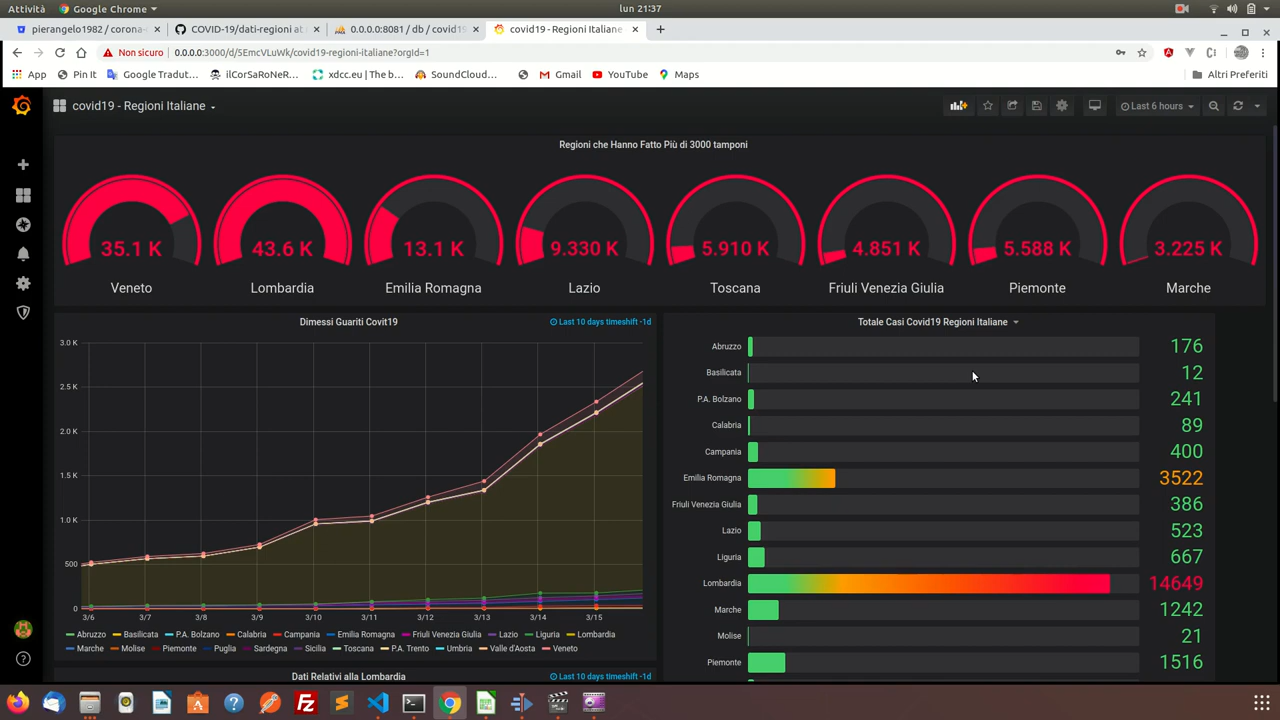 Attività
Google Chrome
lun 21:37
pierangelo1982 / corona-
COVID-19/dati-regioni at
0.0.0.0:8081 / db / covid19
covid19 - Regioni Italiane
Non sicuro
0.0.0.0:3000/d/5EmcVLuWk/covid19-regioni-italiane?orgId=1
App
Pin It
Google Tradut...
ilCorSaRoNeR...
xdcc.eu | The b...
SoundCloud...
Gmail
YouTube
Maps
Altri Preferiti
covid19 - Regioni Italiane
Last 6 hours
Regioni che Hanno Fatto Più di 3000 tamponi
35.1 K
43.6 K
13.1 K
9.330 K
5.910 K
4.851 K
5.588 K
3.225 K
Veneto
Lombardia
Emilia Romagna
Lazio
Toscana
Friuli Venezia Giulia
Piemonte
Marche
Dimessi Guariti Covit19
Last 10 days timeshift -1d
3.0 K
2.5 K
2.0 K
1.5 K
1.0 K
500
0
3/6
3/7
3/8
3/9
3/10
3/11
3/12
3/13
3/14
3/15
Abruzzo Basilicata P.A. Bolzano Calabria Campania Emilia Romagna Friuli Venezia Giulia Lazio Liguria Lombardia
Marche Molise Piemonte Puglia Sardegna Sicilia Toscana P.A. Trento Umbria Valle d'Aosta Veneto
Totale Casi Covid19 Regioni Italiane
Abruzzo 176
Basilicata 12
P.A. Bolzano 241
Calabria 89
Campania 400
Emilia Romagna 3522
Friuli Venezia Giulia 386
Lazio 523
Liguria 667
Lombardia 14649
Marche 1242
Molise 21
Piemonte 1516
Dati Relativi alla Lombardia
Last 10 days timeshift -1d